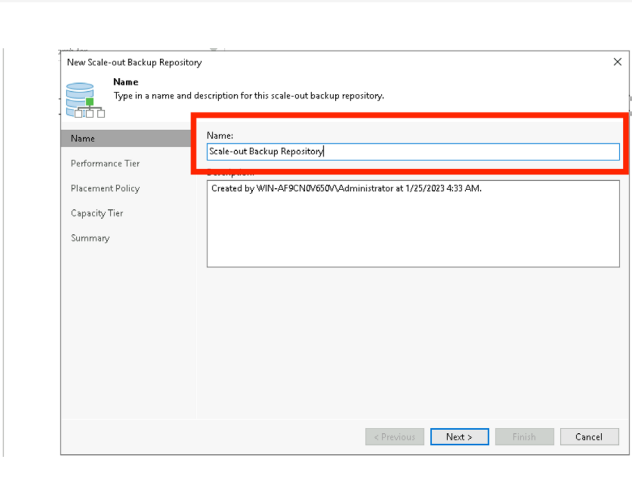 New Scale-out Backup Repository
Name
Type in a name and description for this scale-out backup repository.
Name
Performance Tier
Placement Policy
Capacity Tier
Summary
Name:
Scale-out Backup Repository
Description:
Created by WIN-AF9CN0V650V\Administrator at 1/25/2023 4:33 AM.
< Previous
Next >
Finish
Cancel